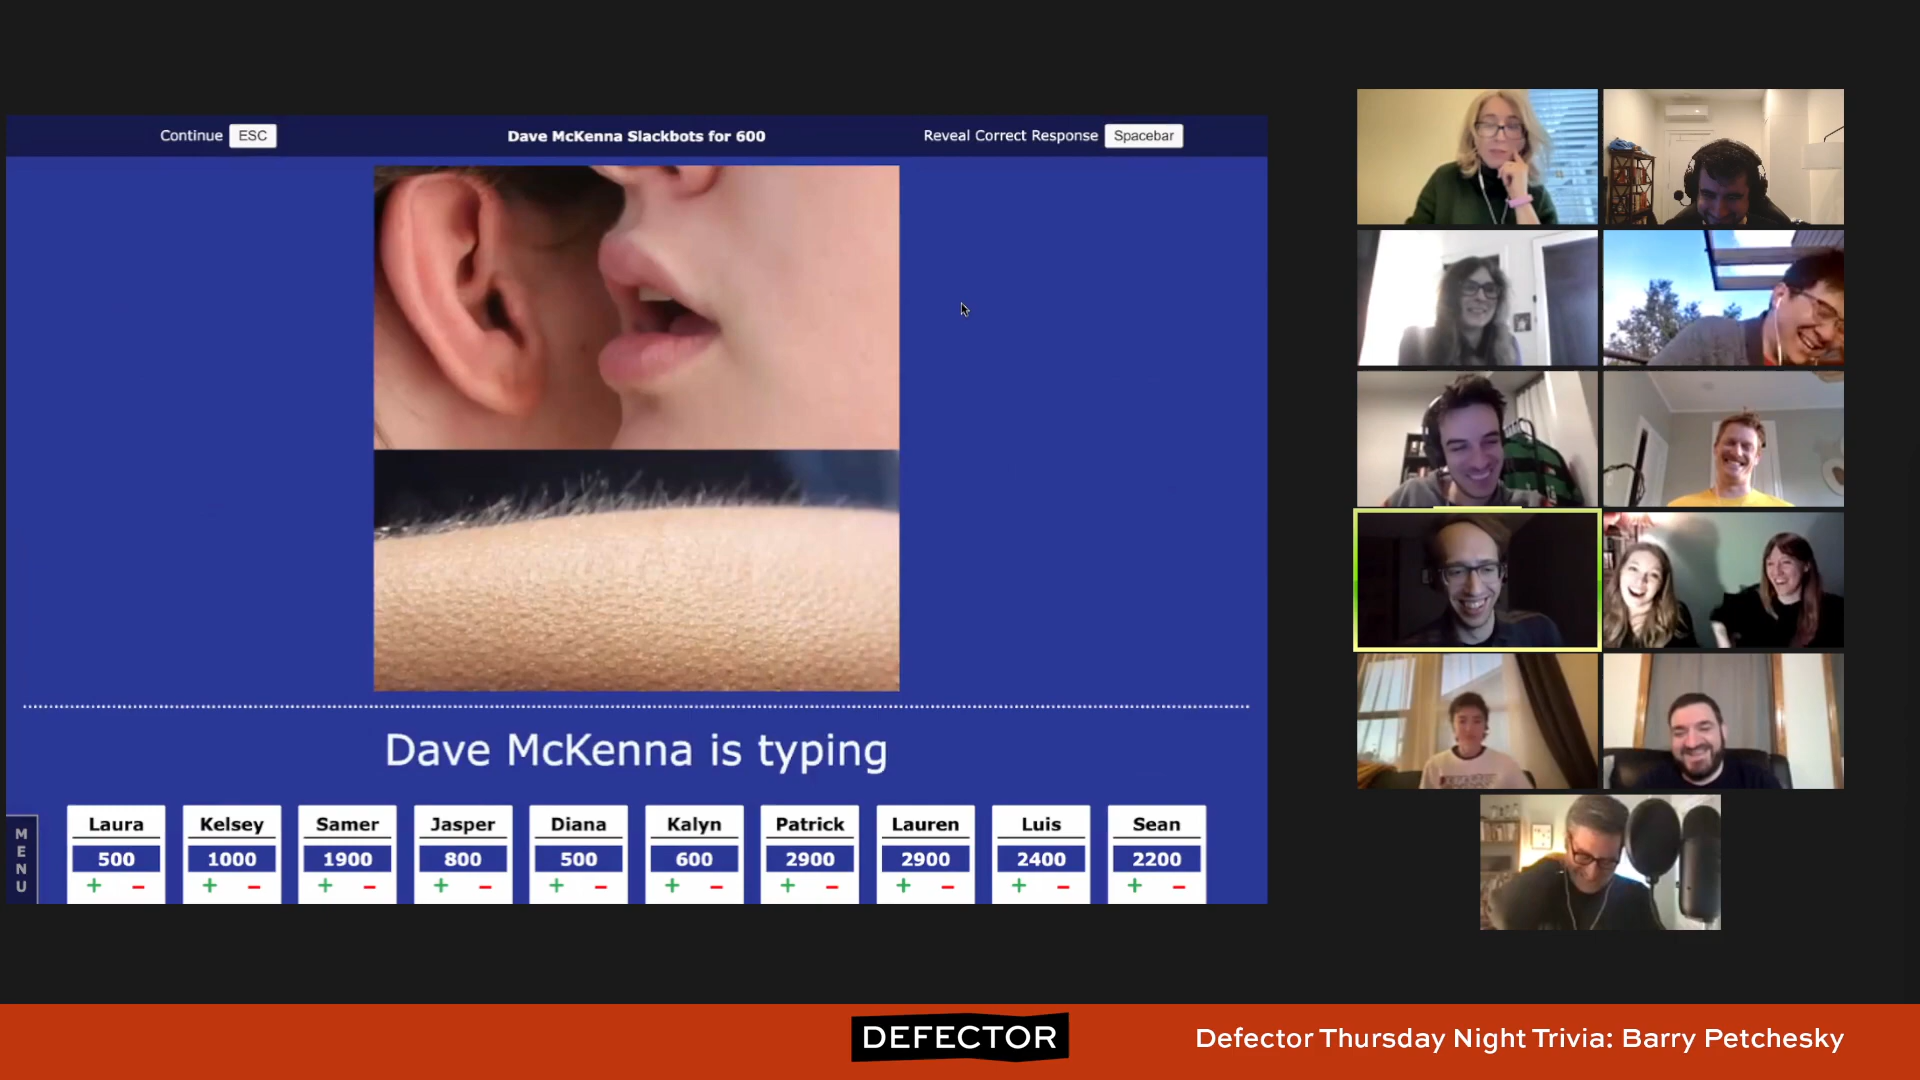 Continue ESC
Dave McKenna Slackbots for 600
Reveal Correct Response Spacebar
Dave McKenna is typing
MENU
Laura Kelsey Samer Jasper Diana Kalyn Patrick Lauren Luis Sean
500 1000 1900 800 500 600 2900 2900 2400 2200
+ − + − + − + − + − + − + − + − + − + −
DEFECTOR
Defector Thursday Night Trivia: Barry Petchesky